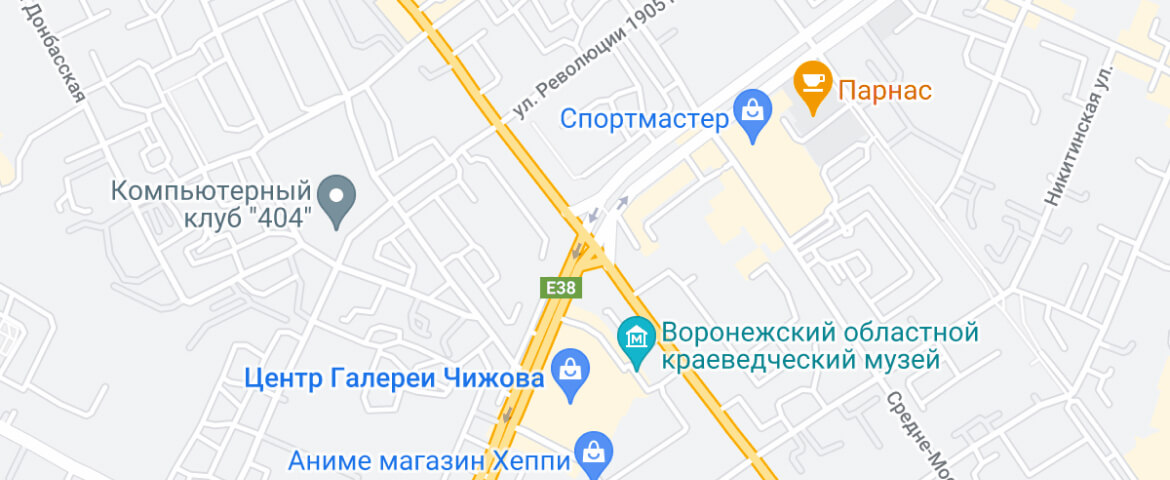 Донбасская
ул. Революции 1905
Парнас
Спортмастер
Никитинская ул.
Компьютерный
клуб "404"
E38
Воронежский областной
краеведческий музей
Центр Галереи Чижова
Средне-Мос
Аниме магазин Хеппи